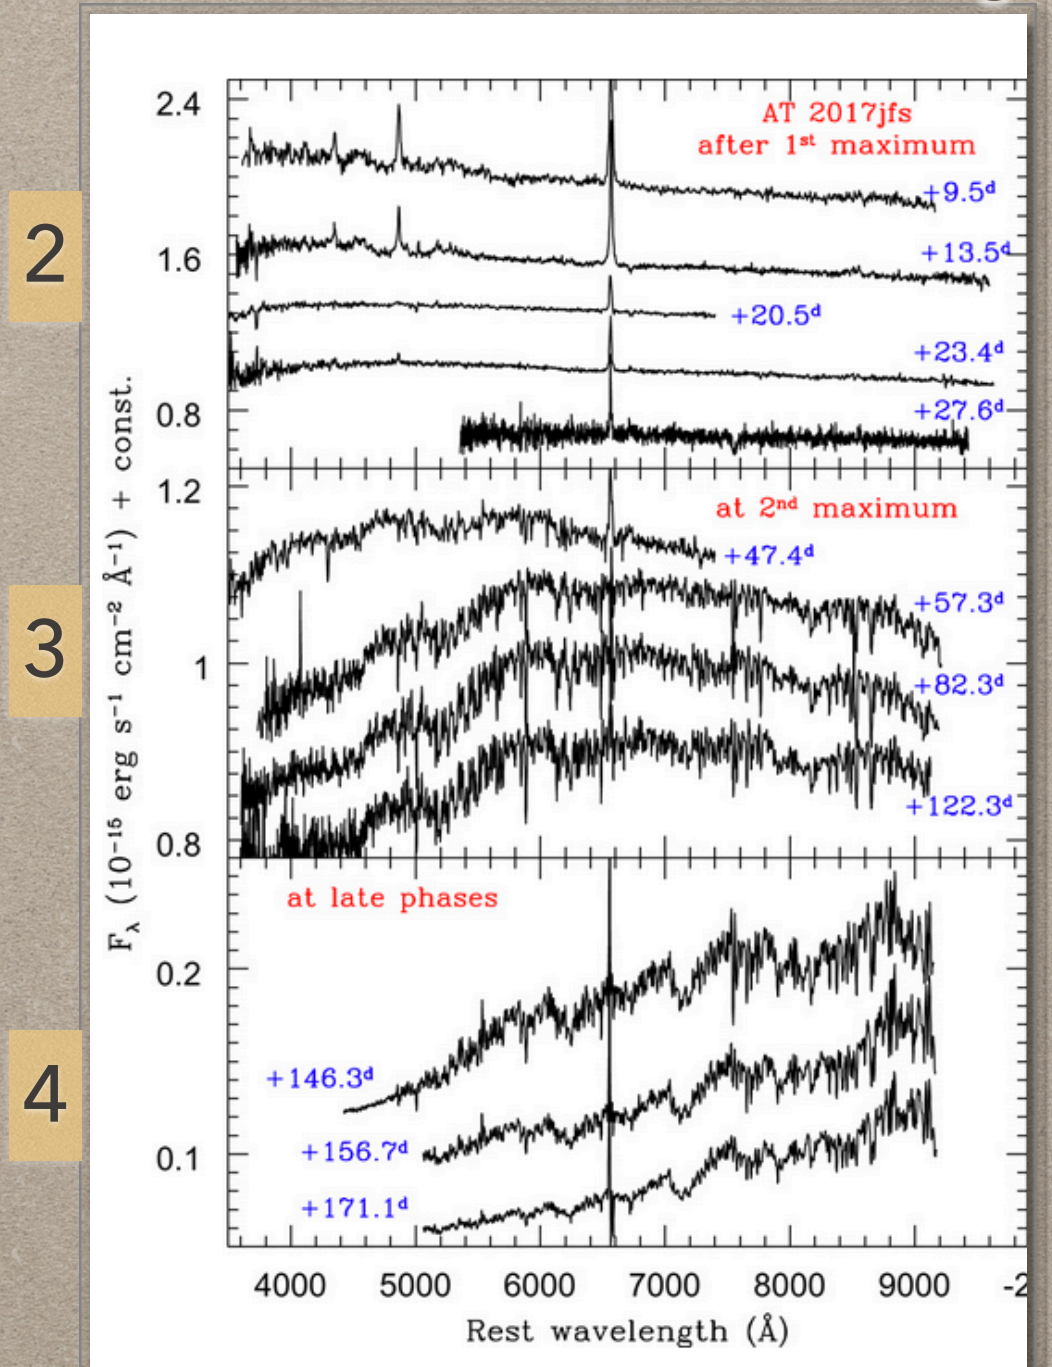 2.4
AT 2017jfs
after 1ˢᵗ maximum
+9.5ᵈ
2
1.6
+13.5ᵈ
+20.5ᵈ
+23.4ᵈ
0.8
+27.6ᵈ
1.2
at 2ⁿᵈ maximum
+47.4ᵈ
+57.3ᵈ
3
1
+82.3ᵈ
+122.3ᵈ
0.8
at late phases
0.2
4
+146.3ᵈ
+156.7ᵈ
0.1
+171.1ᵈ
F_λ (10⁻¹⁵ erg s⁻¹ cm⁻² Å⁻¹) + const.
4000 5000 6000 7000 8000 9000 -2
Rest wavelength (Å)